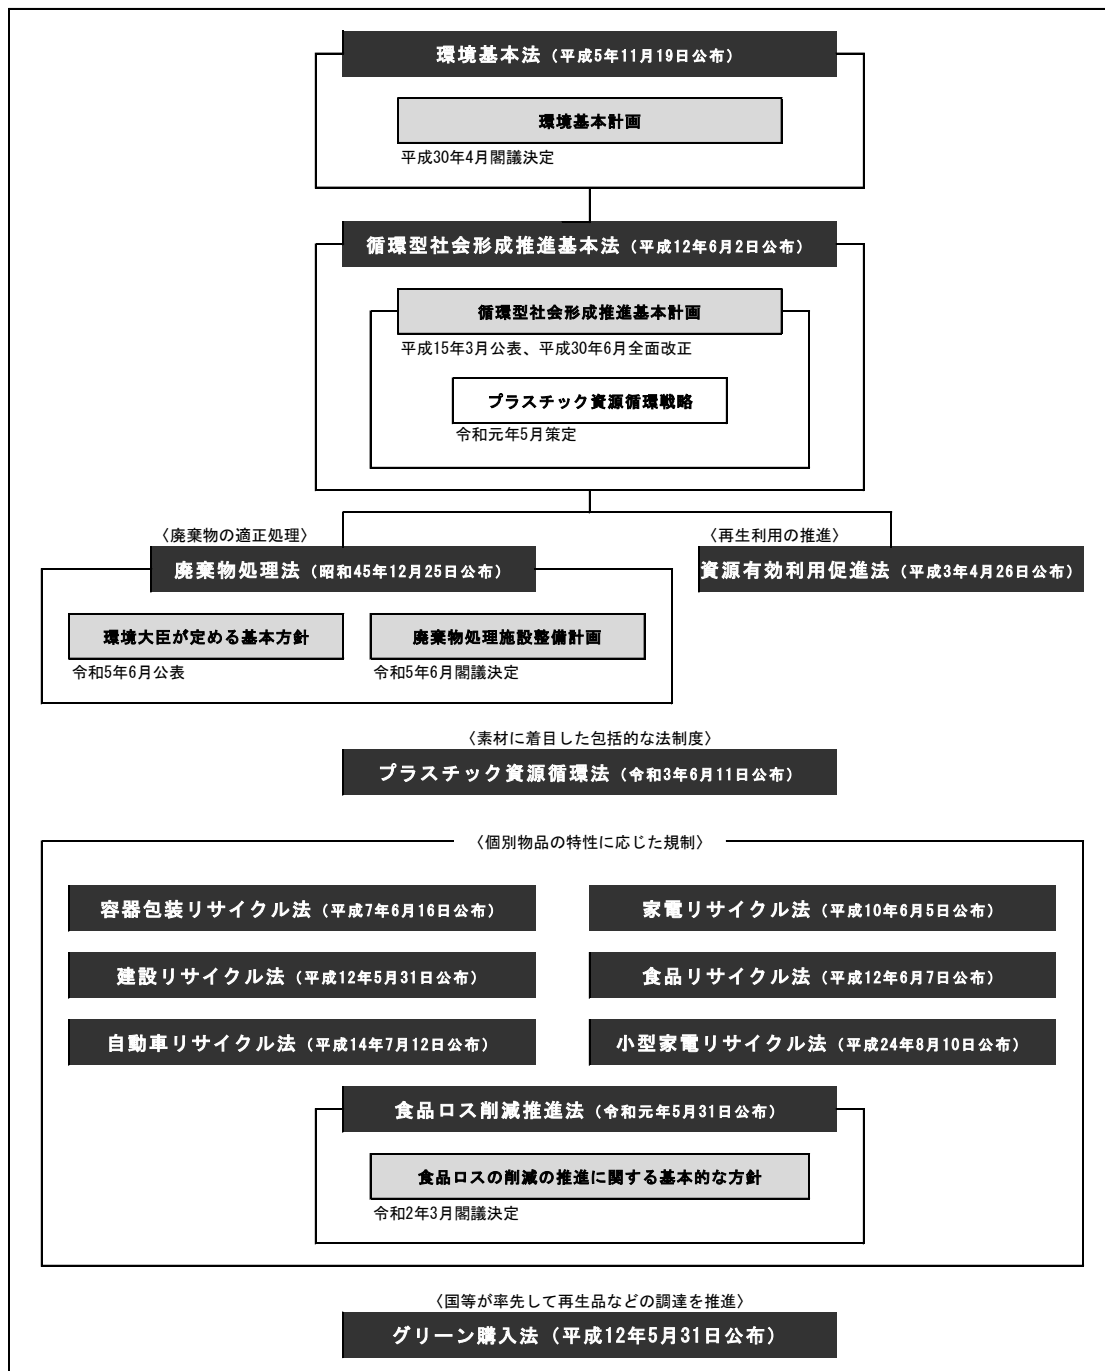 環境基本法（平成5年11月19日公布）
環境基本計画
平成30年4月閣議決定
循環型社会形成推進基本法（平成12年6月2日公布）
循環型社会形成推進基本計画
平成15年3月公表、平成30年6月全面改正
プラスチック資源循環戦略
令和元年5月策定
〈廃棄物の適正処理〉
〈再生利用の推進〉
廃棄物処理法（昭和45年12月25日公布）
資源有効利用促進法（平成3年4月26日公布）
環境大臣が定める基本方針
廃棄物処理施設整備計画
令和5年6月公表
令和5年6月閣議決定
〈素材に着目した包括的な法制度〉
プラスチック資源循環法（令和3年6月11日公布）
〈個別物品の特性に応じた規制〉
容器包装リサイクル法（平成7年6月16日公布）
家電リサイクル法（平成10年6月5日公布）
建設リサイクル法（平成12年5月31日公布）
食品リサイクル法（平成12年6月7日公布）
自動車リサイクル法（平成14年7月12日公布）
小型家電リサイクル法（平成24年8月10日公布）
食品ロス削減推進法（令和元年5月31日公布）
食品ロスの削減の推進に関する基本的な方針
令和2年3月閣議決定
〈国等が率先して再生品などの調達を推進〉
グリーン購入法（平成12年5月31日公布）